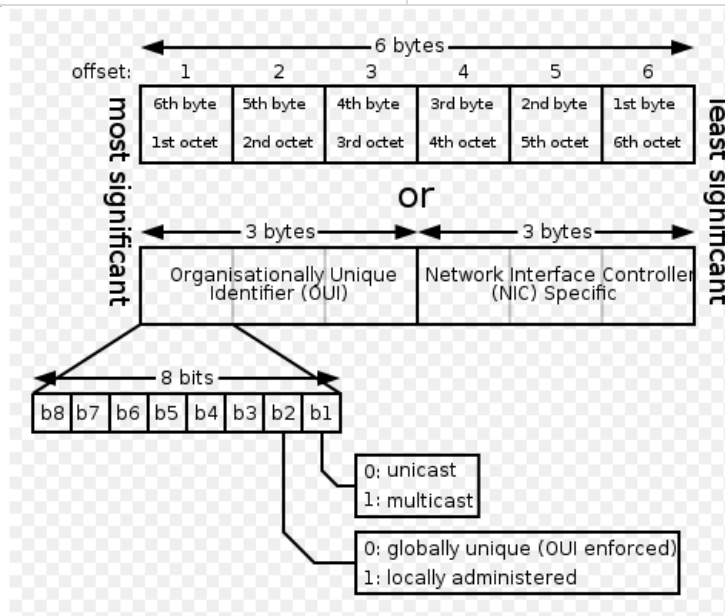 6 bytes
offset: 1 2 3 4 5 6
6th byte 5th byte 4th byte 3rd byte 2nd byte 1st byte
1st octet 2nd octet 3rd octet 4th octet 5th octet 6th octet
most significant
least significant
or
3 bytes 3 bytes
Organisationally Unique
Identifier (OUI)
Network Interface Controller
(NIC) Specific
8 bits
b8 b7 b6 b5 b4 b3 b2 b1
0: unicast
1: multicast
0: globally unique (OUI enforced)
1: locally administered